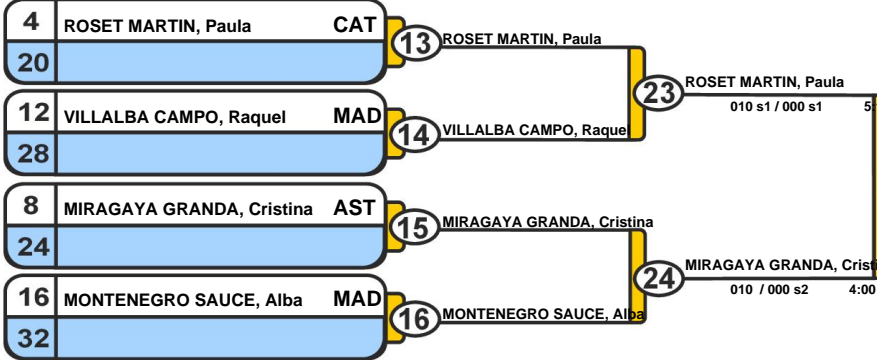 4 ROSET MARTIN, Paula CAT
20
13 ROSET MARTIN, Paula
12 VILLALBA CAMPO, Raquel MAD
28
14 VILLALBA CAMPO, Raquel
23 ROSET MARTIN, Paula
010 s1 / 000 s1
8 MIRAGAYA GRANDA, Cristina AST
24
15 MIRAGAYA GRANDA, Cristina
16 MONTENEGRO SAUCE, Alba MAD
32
16 MONTENEGRO SAUCE, Alba
24 MIRAGAYA GRANDA,
010 / 000 s2 4:00